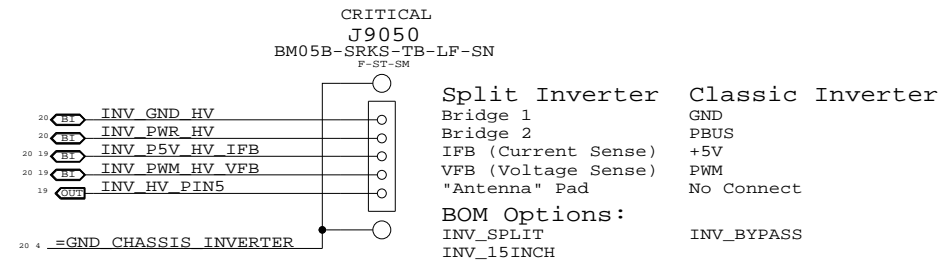 CRITICAL
J9050
BM05B-SRKS-TB-LF-SN
F-ST-SM
Split Inverter Classic Inverter
20 BI INV_GND_HV Bridge 1 GND
20 BI INV_PWR_HV Bridge 2 PBUS
20 19 BI INV_P5V_HV_IFB IFB (Current Sense) +5V
20 19 BI INV_PWM_HV_VFB VFB (Voltage Sense) PWM
19 OUT INV_HV_PIN5 "Antenna" Pad No Connect
BOM Options:
INV_SPLIT INV_BYPASS
20 4 =GND_CHASSIS_INVERTER INV_15INCH